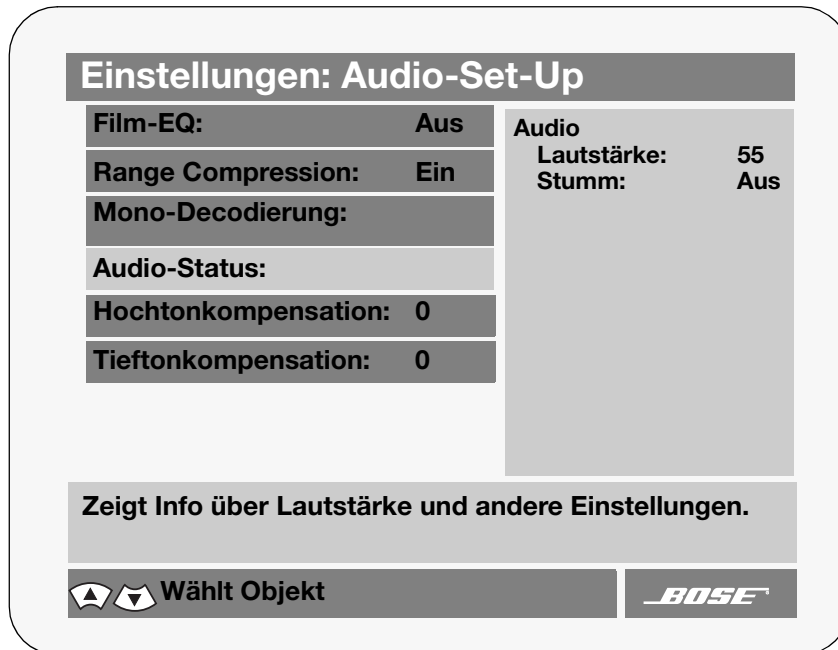 Einstellungen: Audio-Set-Up
Film-EQ: Aus
Range Compression: Ein
Mono-Decodierung:
Audio-Status:
Hochtonkompensation: 0
Tieftonkompensation: 0
Audio
Lautstärke: 55
Stumm: Aus
Zeigt Info über Lautstärke und andere Einstellungen.
Wählt Objekt
BOSE